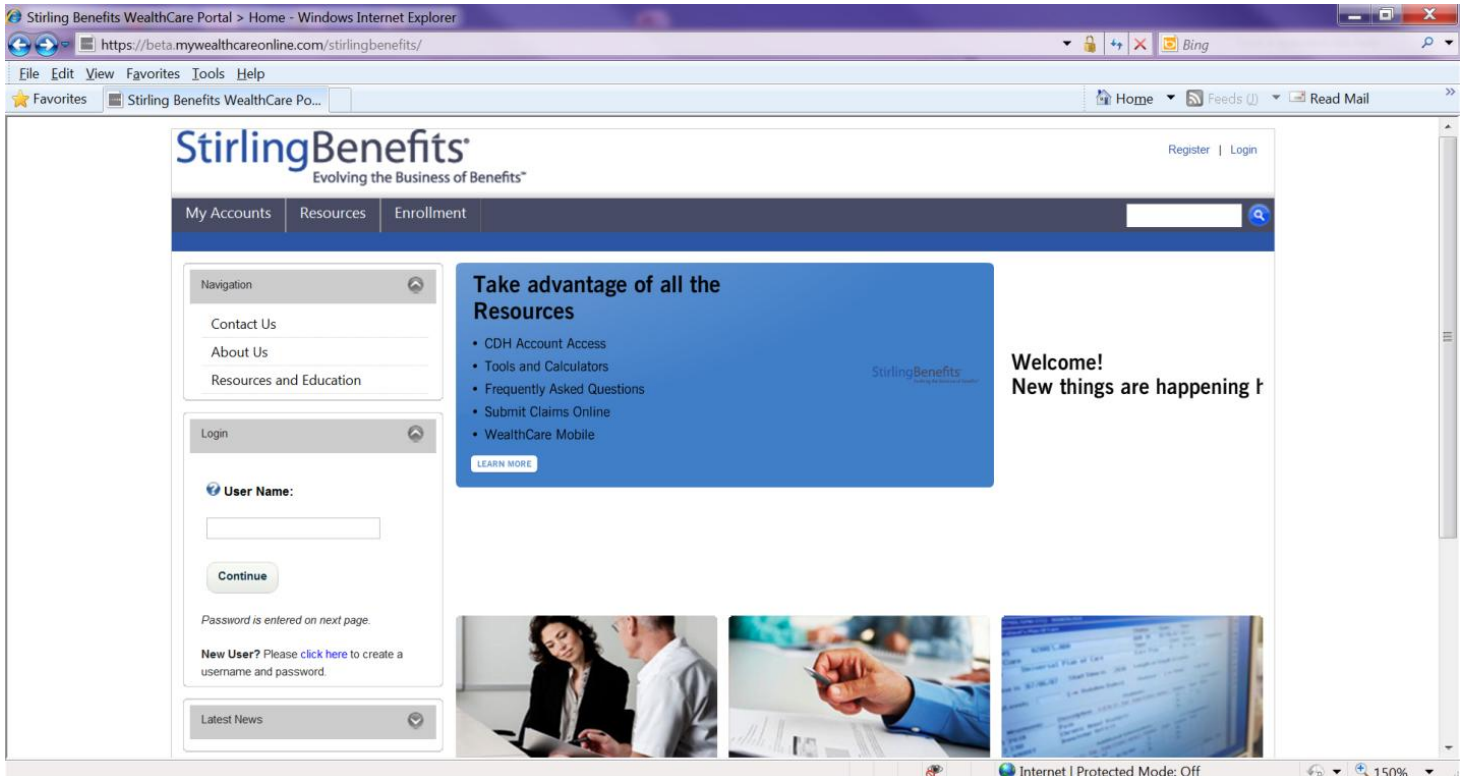 Stirling Benefits WealthCare Portal > Home - Windows Internet Explorer
https://beta.mywealthcareonline.com/stirlingbenefits/
Bing
File Edit View Favorites Tools Help
Favorites Stirling Benefits WealthCare Po...
Home Feeds (J) Read Mail
StirlingBenefits
Evolving the Business of Benefits
Register | Login
My Accounts Resources Enrollment
Navigation
Contact Us
About Us
Resources and Education
Login
User Name:
Continue
Password is entered on next page.
New User? Please click here to create a
username and password.
Latest News
Take advantage of all the
Resources
• CDH Account Access
• Tools and Calculators
• Frequently Asked Questions
• Submit Claims Online
• WealthCare Mobile
LEARN MORE
StirlingBenefits
Welcome!
New things are happening h
Internet | Protected Mode: Off
150%